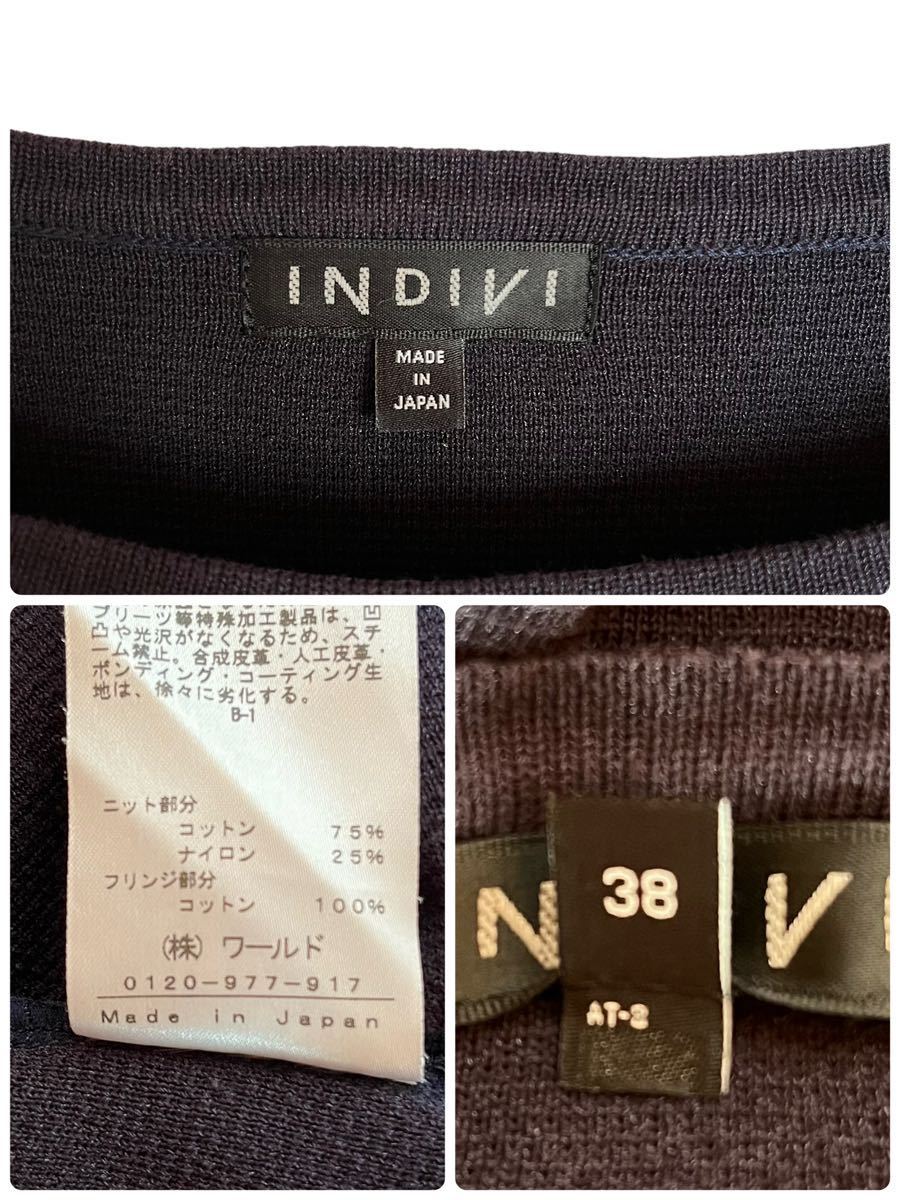 INDIVI
MADE
IN
JAPAN
プリーツ等特殊加工製品は、凹
凸や光沢がなくなるため、スチ
ーム禁止。合成皮革・人工皮革・
ボンディング・コーティング生
地は、徐々に劣化する。
B-1
ニット部分
コットン 75%
ナイロン 25%
フリンジ部分
コットン 100%
(株) ワールド
0120-977-917
Made in Japan
38
N V
AT-3